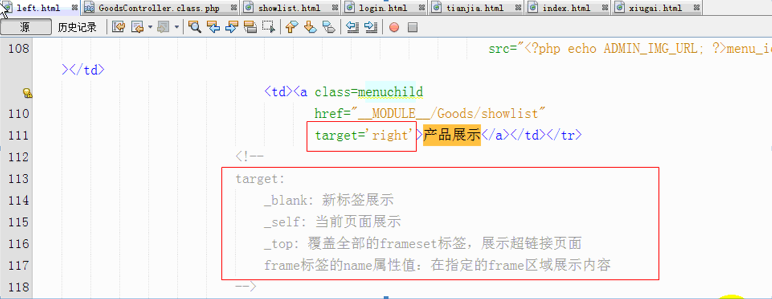 left.html GoodsController.class.php showlist.html login.html tianjia.html index.html xiugai.html
源 历史记录
108 src="<?php echo ADMIN_IMG_URL; ?>menu_ic
></td>
<td><a class=menuchild
110 href="__MODULE__/Goods/showlist"
111 target='right'>产品展示</a></td></tr>
112 <!--
113 target:
114 _blank: 新标签展示
115 _self: 当前页面展示
116 _top: 覆盖全部的frameset标签，展示超链接页面
117 frame标签的name属性值：在指定的frame区域展示内容
118 -->